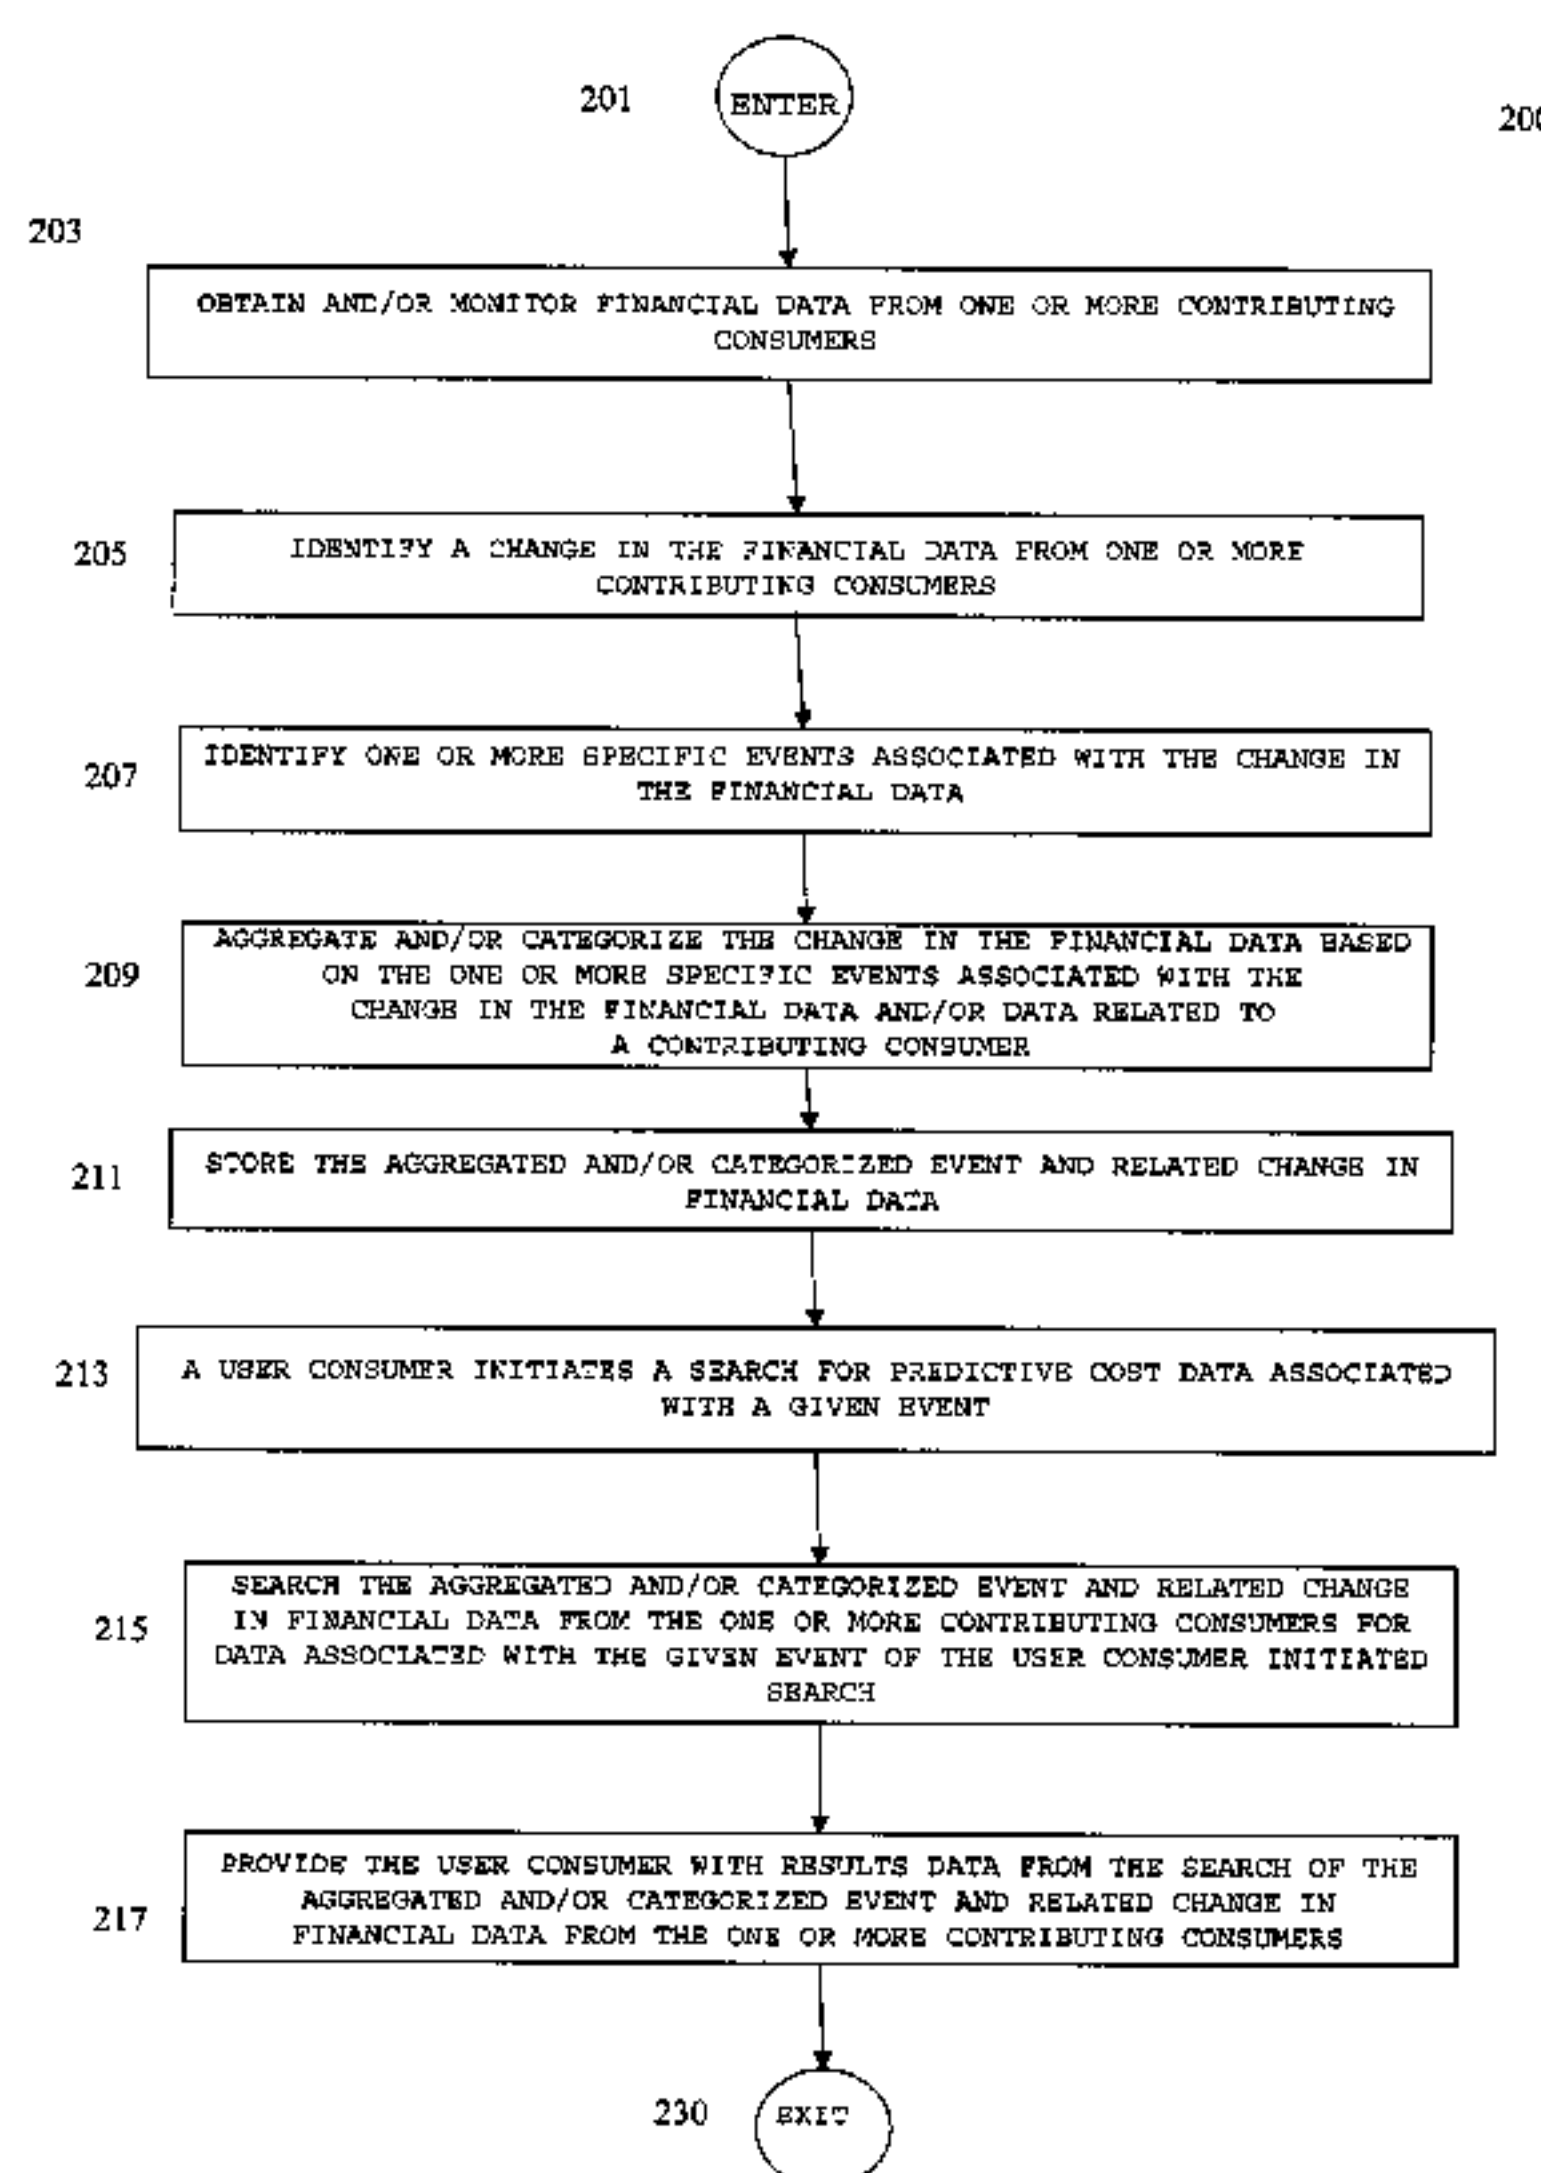 201
ENTER
200
203
OBTAIN AND/OR MONITOR FINANCIAL DATA FROM ONE OR MORE CONTRIBUTING
CONSUMERS
205
IDENTIFY A CHANGE IN THE FINANCIAL DATA FROM ONE OR MORE
CONTRIBUTING CONSUMERS
207
IDENTIFY ONE OR MORE SPECIFIC EVENTS ASSOCIATED WITH THE CHANGE IN
THE FINANCIAL DATA
209
AGGREGATE AND/OR CATEGORIZE THE CHANGE IN THE FINANCIAL DATA BASED
ON THE ONE OR MORE SPECIFIC EVENTS ASSOCIATED WITH THE
CHANGE IN THE FINANCIAL DATA AND/OR DATA RELATED TO
A CONTRIBUTING CONSUMER
211
STORE THE AGGREGATED AND/OR CATEGORIZED EVENT AND RELATED CHANGE IN
FINANCIAL DATA
213
A USER CONSUMER INITIATES A SEARCH FOR PREDICTIVE COST DATA ASSOCIATED
WITH A GIVEN EVENT
215
SEARCH THE AGGREGATED AND/OR CATEGORIZED EVENT AND RELATED CHANGE
IN FINANCIAL DATA FROM THE ONE OR MORE CONTRIBUTING CONSUMERS FOR
DATA ASSOCIATED WITH THE GIVEN EVENT OF THE USER CONSUMER INITIATED
SEARCH
217
PROVIDE THE USER CONSUMER WITH RESULTS DATA FROM THE SEARCH OF THE
AGGREGATED AND/OR CATEGORIZED EVENT AND RELATED CHANGE IN
FINANCIAL DATA FROM THE ONE OR MORE CONTRIBUTING CONSUMERS
230
EXIT